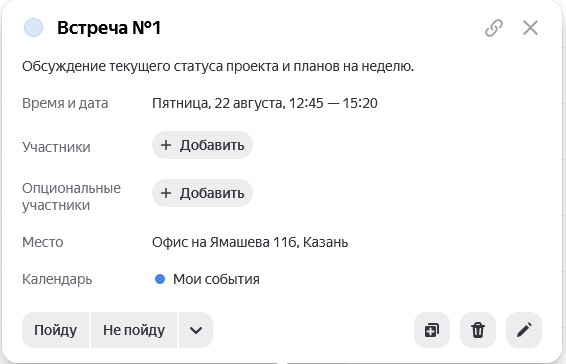 Встреча №1
Обсуждение текущего статуса проекта и планов на неделю.
Время и дата Пятница, 22 августа, 12:45 — 15:20
Участники + Добавить
Опциональные
участники + Добавить
Место Офис на Ямашева 11б, Казань
Календарь Мои события
Пойду Не пойду